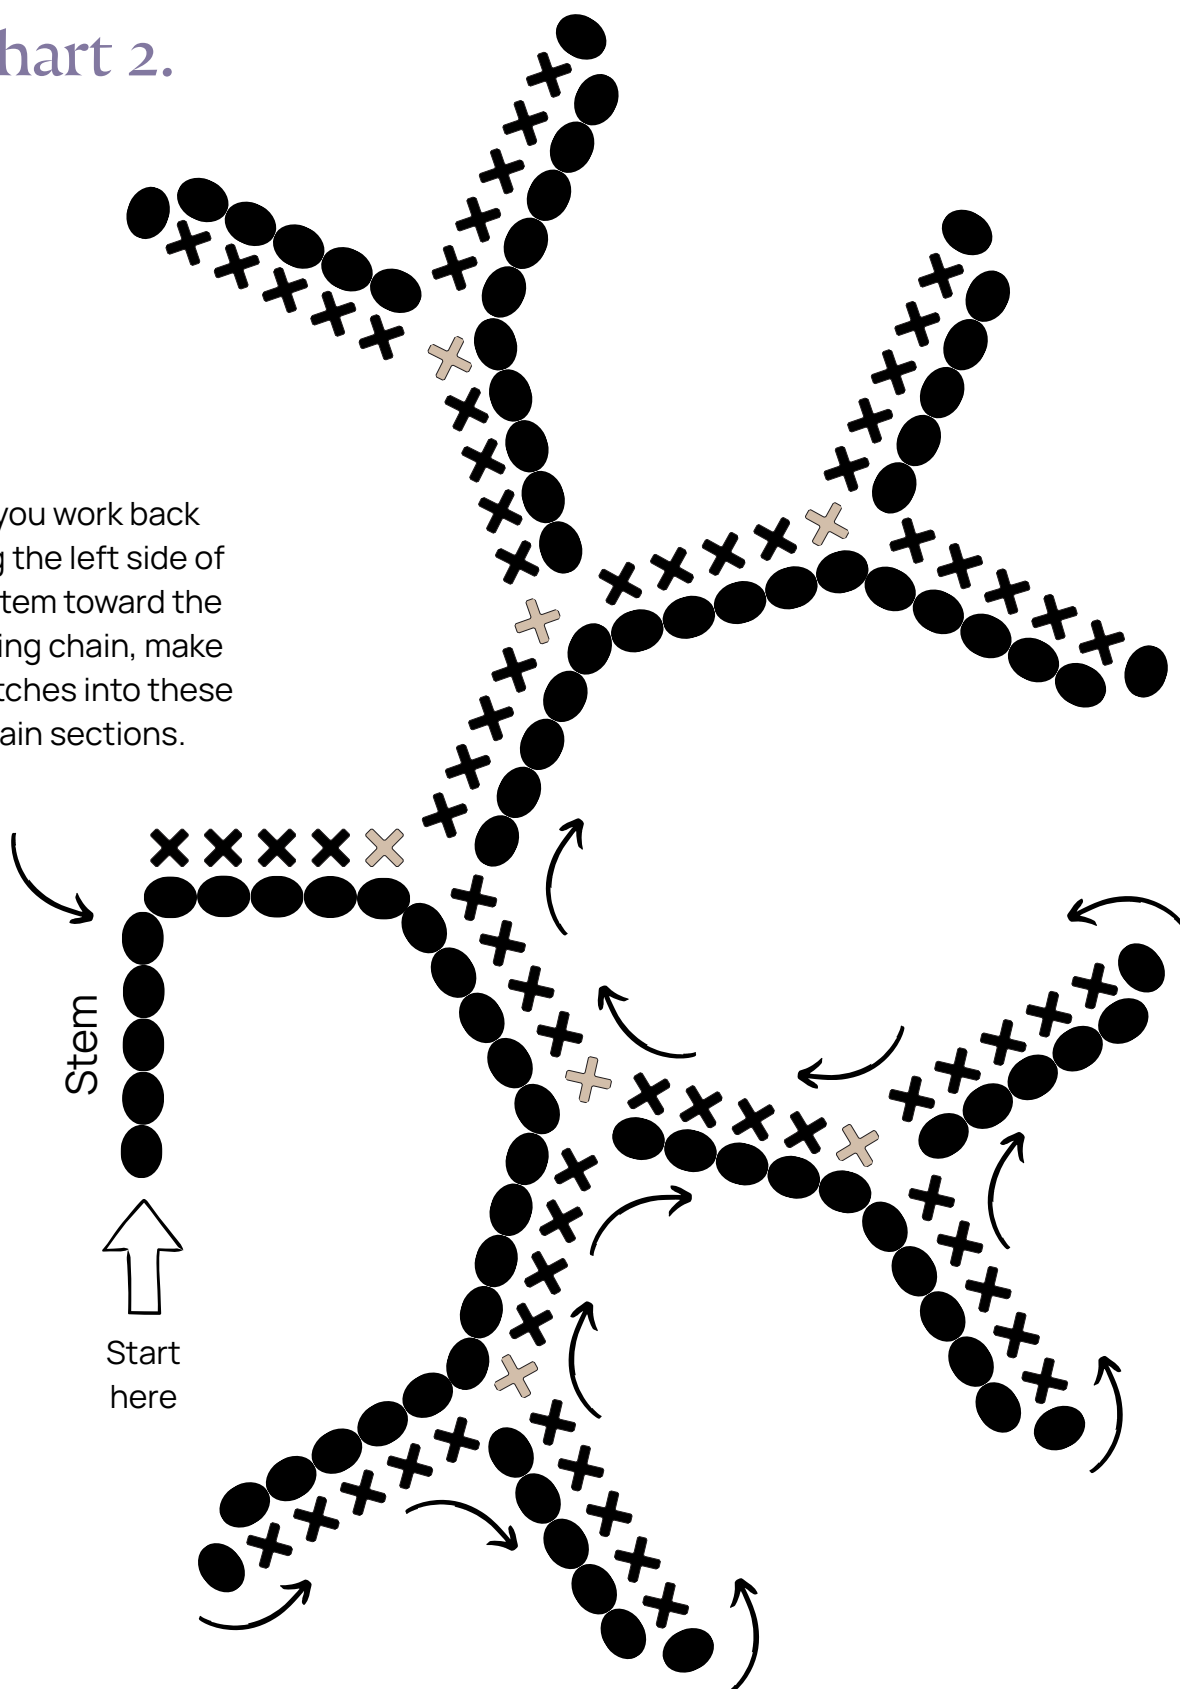 hart 2.
you work back
g the left side of
tem toward the
ing chain, make
tches into these
ain sections.
Stem
Start
here